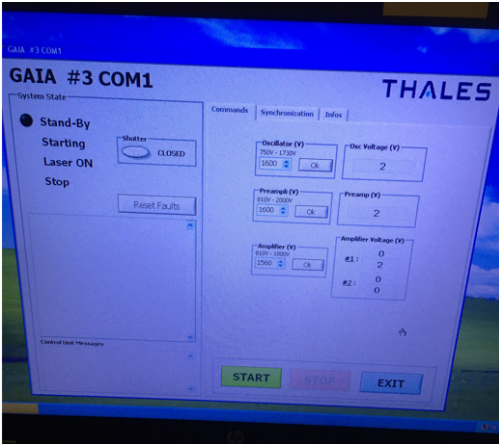 GAIA #3 COM1
GAIA #3 COM1
THALES
System State
Stand-By
Starting
Laser ON
Stop
Shutter
CLOSED
Reset Faults
Control Unit Messages
Commands
Synchronization
Infos
Oscillator (V)
750V - 1730V
1600
Ok
Osc Voltage (V)
2
Preampli (V)
810V - 2000V
1600
Ok
Preamp (V)
2
Amplifier (V)
810V - 1800V
1560
Ok
Amplifier Voltage (V)
#1:
0
2
#2:
0
0
START
STOP
EXIT